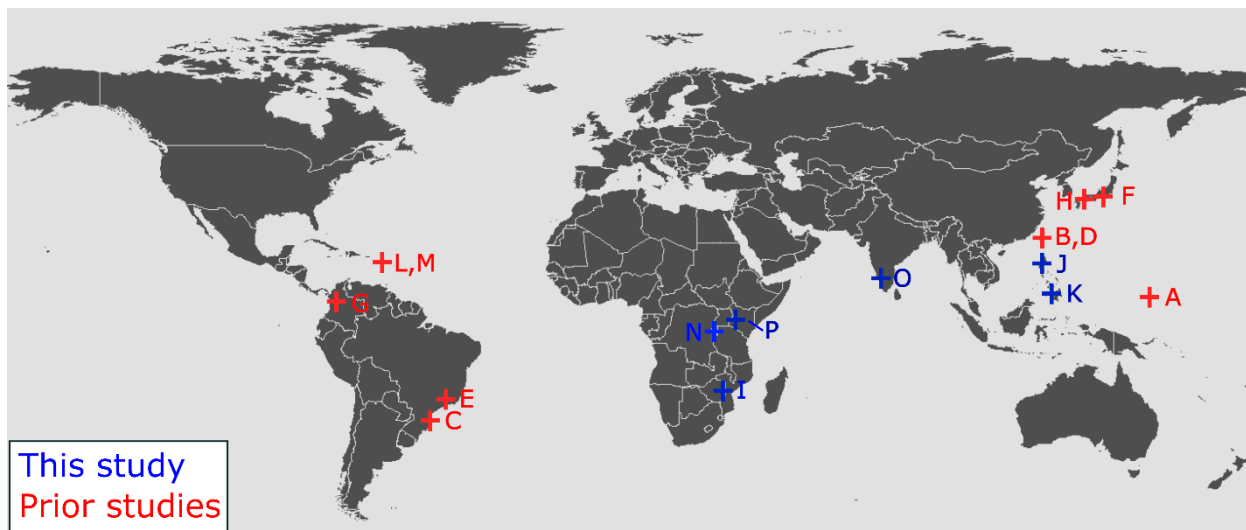 H F
B,D
L,M J
O
K A
G
P
N
I
E
C
This study
Prior studies